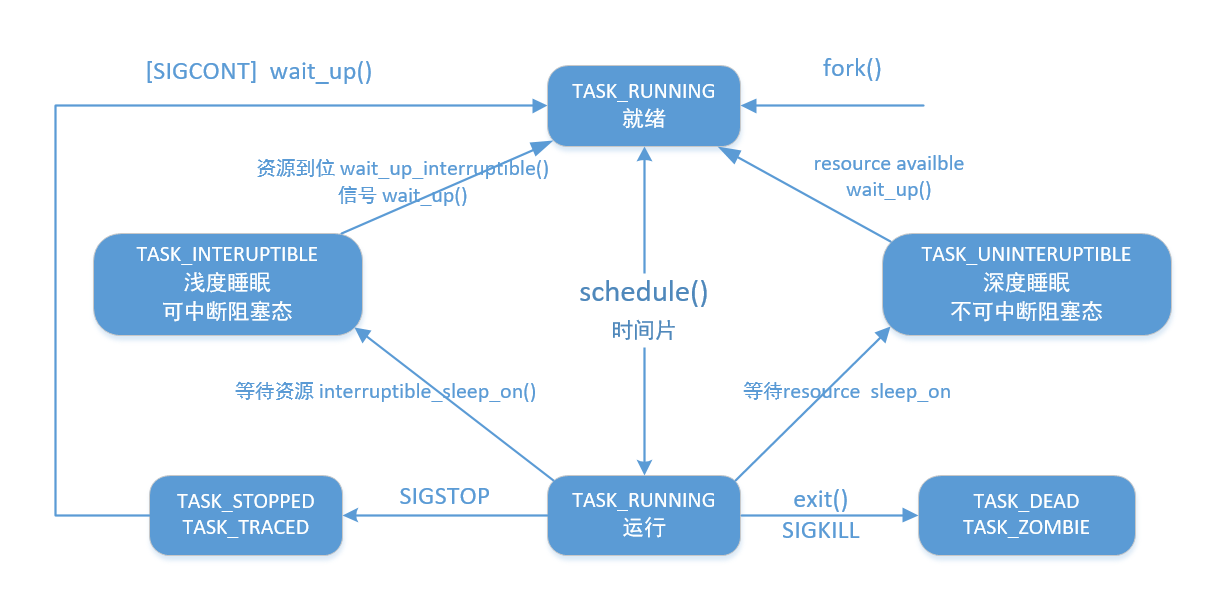 [SIGCONT] wait_up()
fork()
TASK_RUNNING
就绪
资源到位 wait_up_interruptible()
信号 wait_up()
resource availble
wait_up()
TASK_INTERUPTIBLE
浅度睡眠
可中断阻塞态
schedule()
时间片
TASK_UNINTERUPTIBLE
深度睡眠
不可中断阻塞态
等待资源 interruptible_sleep_on()
等待resource sleep_on
TASK_STOPPED
TASK_TRACED
SIGSTOP
TASK_RUNNING
运行
exit()
SIGKILL
TASK_DEAD
TASK_ZOMBIE